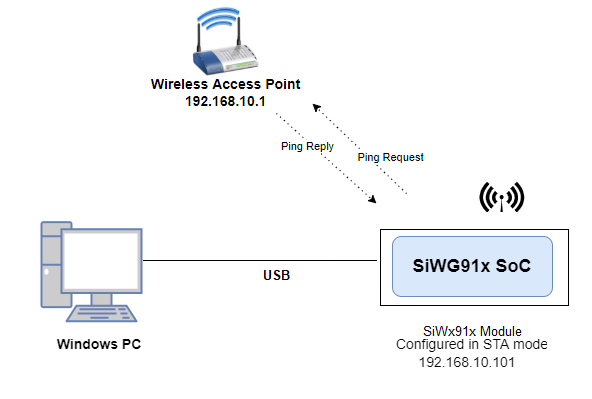 Wireless Access Point
192.168.10.1
Ping Reply
Ping Request
SiWG91x SoC
USB
Windows PC
SiWx91x Module
Configured in STA mode
192.168.10.101